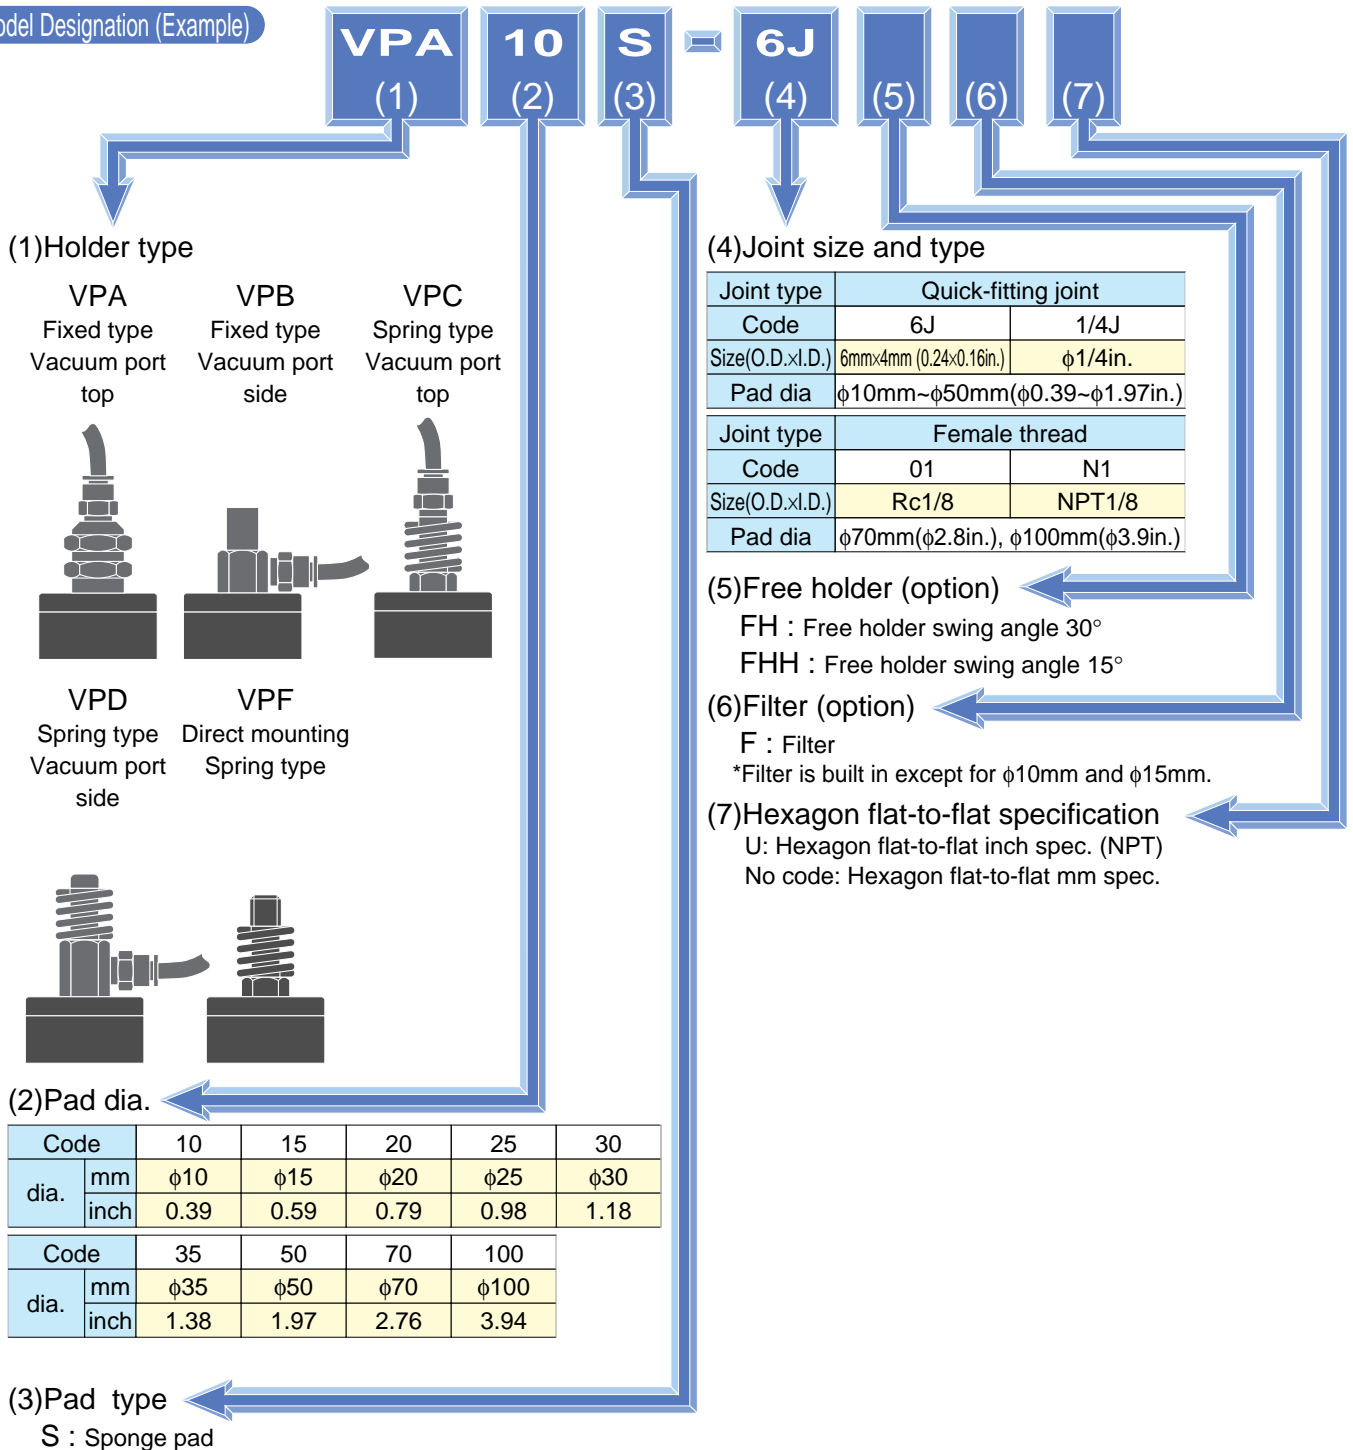 Model Designation (Example)
VPA 10 S - 6J
(1) (2) (3) (4) (5) (6) (7)
(1)Holder type
VPA
Fixed type
Vacuum port
top
VPB
Fixed type
Vacuum port
side
VPC
Spring type
Vacuum port
top
VPD
Spring type
Vacuum port
side
VPF
Direct mounting
Spring type
(2)Pad dia.
Code 10 15 20 25 30
dia. mm φ10 φ15 φ20 φ25 φ30
inch 0.39 0.59 0.79 0.98 1.18
Code 35 50 70 100
dia. mm φ35 φ50 φ70 φ100
inch 1.38 1.97 2.76 3.94
(3)Pad type
S : Sponge pad
(4)Joint size and type
Joint type Quick-fitting joint
Code 6J 1/4J
Size(O.D.×I.D.) 6mm×4mm (0.24×0.16in.) φ1/4in.
Pad dia φ10mm~φ50mm(φ0.39~φ1.97in.)
Joint type Female thread
Code 01 N1
Size(O.D.×I.D.) Rc1/8 NPT1/8
Pad dia φ70mm(φ2.8in.), φ100mm(φ3.9in.)
(5)Free holder (option)
FH : Free holder swing angle 30°
FHH : Free holder swing angle 15°
(6)Filter (option)
F : Filter
*Filter is built in except for φ10mm and φ15mm.
(7)Hexagon flat-to-flat specification
U: Hexagon flat-to-flat inch spec. (NPT)
No code: Hexagon flat-to-flat mm spec.